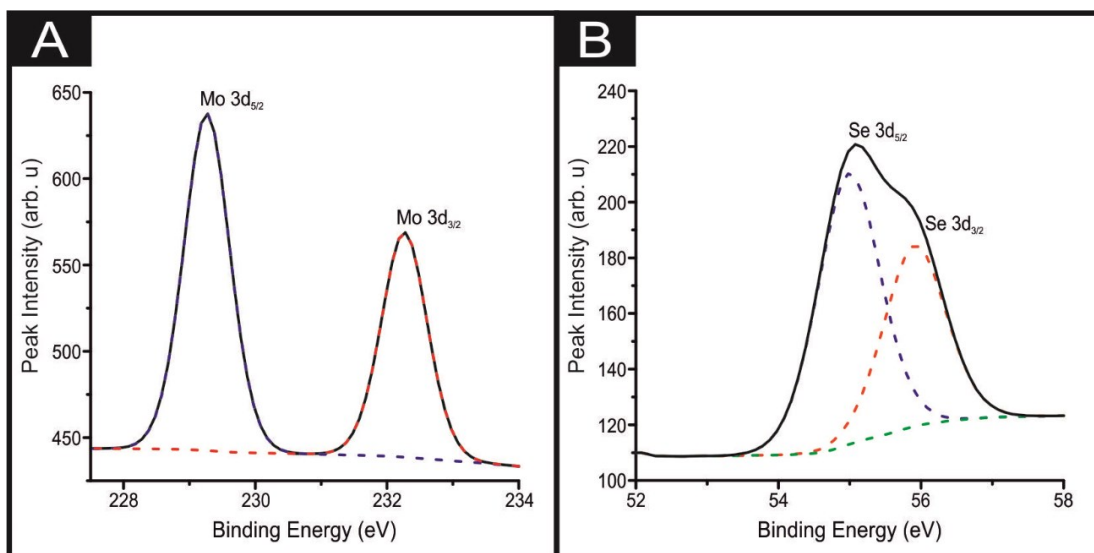 A
B
650
600
550
500
450
228
230
232
234
Mo 3d5/2
Mo 3d3/2
Peak Intensity (arb. u)
Binding Energy (eV)
240
220
200
180
160
140
120
100
52
54
56
58
Se 3d5/2
Se 3d3/2
Peak Intensity (arb. u)
Binding Energy (eV)